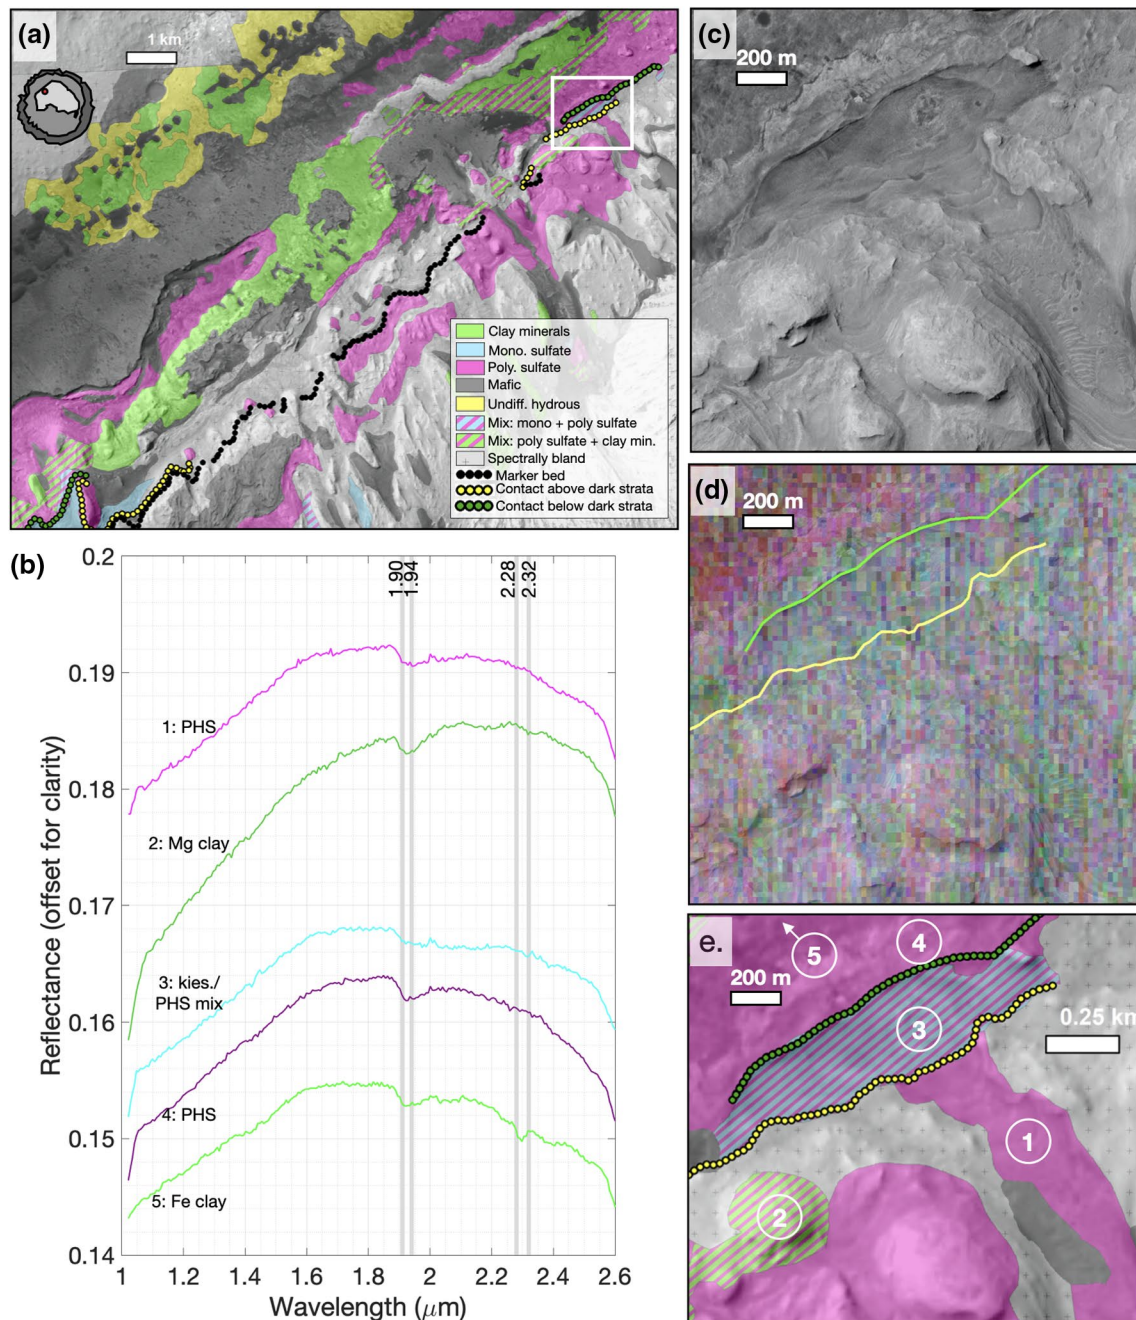 (a)
1 km
Clay minerals
Mono. sulfate
Poly. sulfate
Mafic
Undiff. hydrous
Mix: mono + poly sulfate
Mix: poly sulfate + clay min.
Spectrally bland
Marker bed
Contact above dark strata
Contact below dark strata
(b)
0.2
0.19
0.18
0.17
0.16
0.15
0.14
Reflectance (offset for clarity)
1.90
1.94
2.28
2.32
1: PHS
2: Mg clay
3: kies./
PHS mix
4: PHS
5: Fe clay
1 1.2 1.4 1.6 1.8 2 2.2 2.4 2.6
Wavelength (μm)
(c)
200 m
(d)
200 m
e.
5
4
200 m
3
0.25 km
1
2